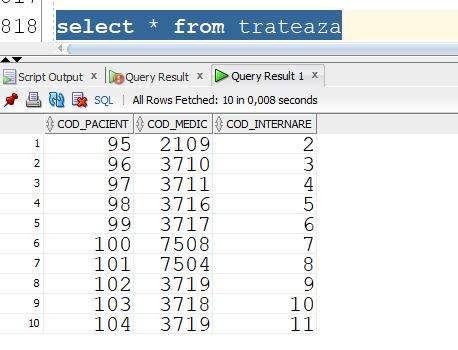 818 select * from trateaza
Script Output x Query Result x Query Result 1 x
SQL | All Rows Fetched: 10 in 0,008 seconds
COD_PACIENT COD_MEDIC COD_INTERNARE
1 95 2109 2
2 96 3710 3
3 97 3711 4
4 98 3716 5
5 99 3717 6
6 100 7508 7
7 101 7504 8
8 102 3719 9
9 103 3718 10
10 104 3719 11